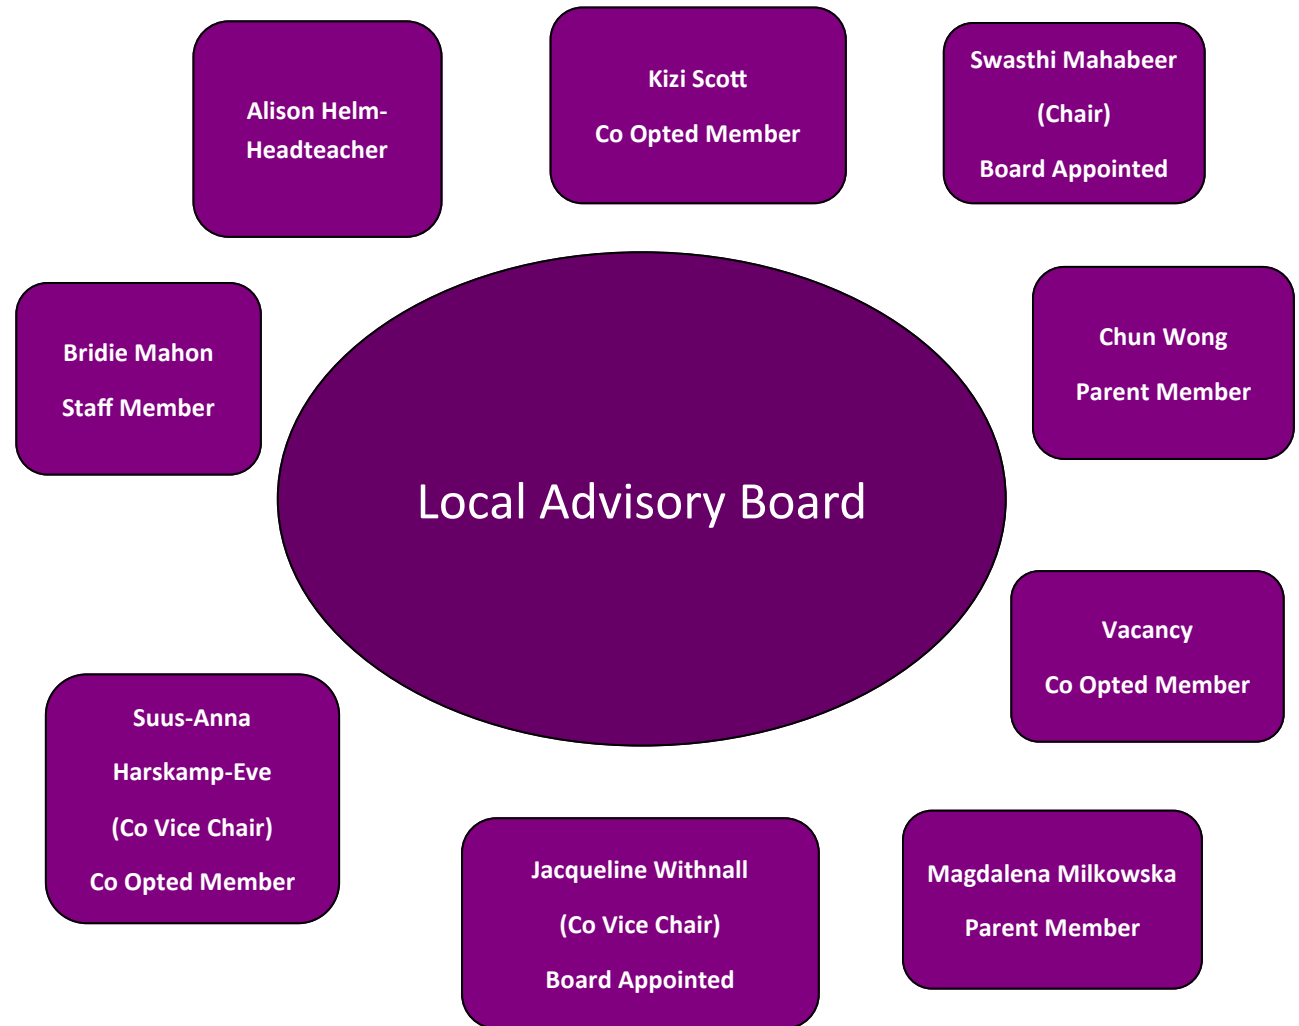 Alison Helm-
Headteacher
Kizi Scott
Co Opted Member
Swasthi Mahabeer
(Chair)
Board Appointed
Bridie Mahon
Staff Member
Chun Wong
Parent Member
Local Advisory Board
Vacancy
Co Opted Member
Suus-Anna
Harskamp-Eve
(Co Vice Chair)
Co Opted Member
Jacqueline Withnall
(Co Vice Chair)
Board Appointed
Magdalena Milkowska
Parent Member